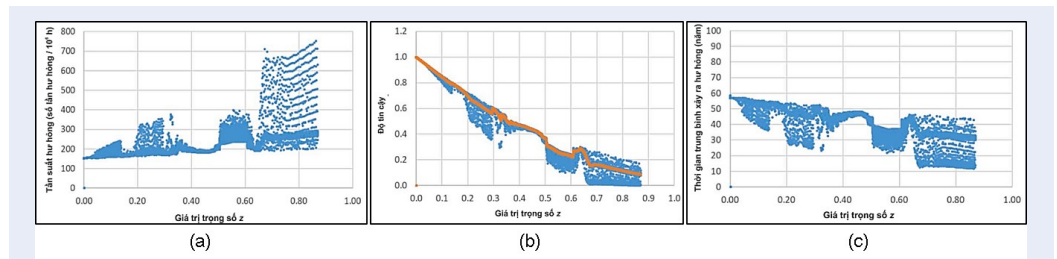 Tần suất hư hỏng (số lần hư hỏng / 10⁶ h)
800
700
600
500
400
300
200
100
0
0.00 0.20 0.40 0.60 0.80 1.00
Giá trị trọng số z
(a)
Độ tin cậy
1.2
1.0
0.8
0.6
0.4
0.2
0.0
0.0 0.1 0.2 0.3 0.4 0.5 0.6 0.7 0.8 0.9 1.0
Giá trị trọng số z
(b)
Thời gian trung bình xảy ra hư hỏng (năm)
100
90
80
70
60
50
40
30
20
10
0
0.00 0.20 0.40 0.60 0.80 1.00
Giá trị trọng số z
(c)